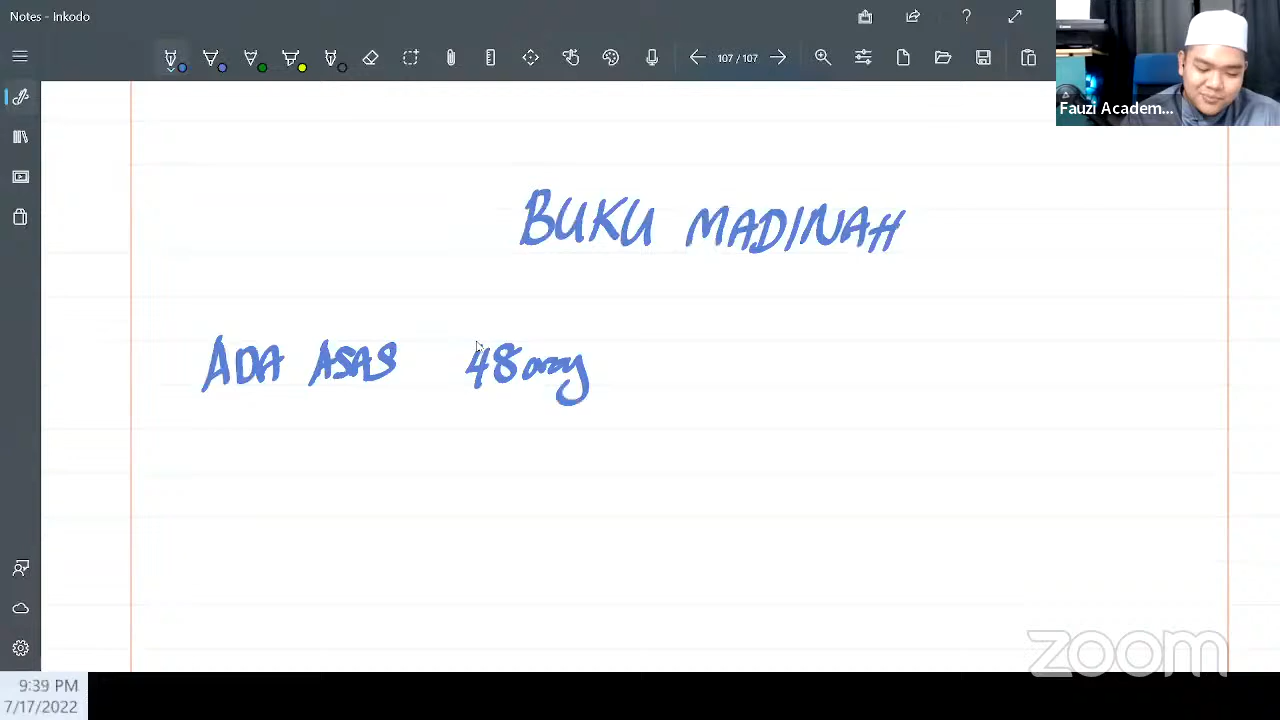 Notes - Inkodo
107 / 107
Fauzi Academ...
BUKU MADINAH
ADA ASAS 48 orang
zoom
9:39 PM
7/17/2022